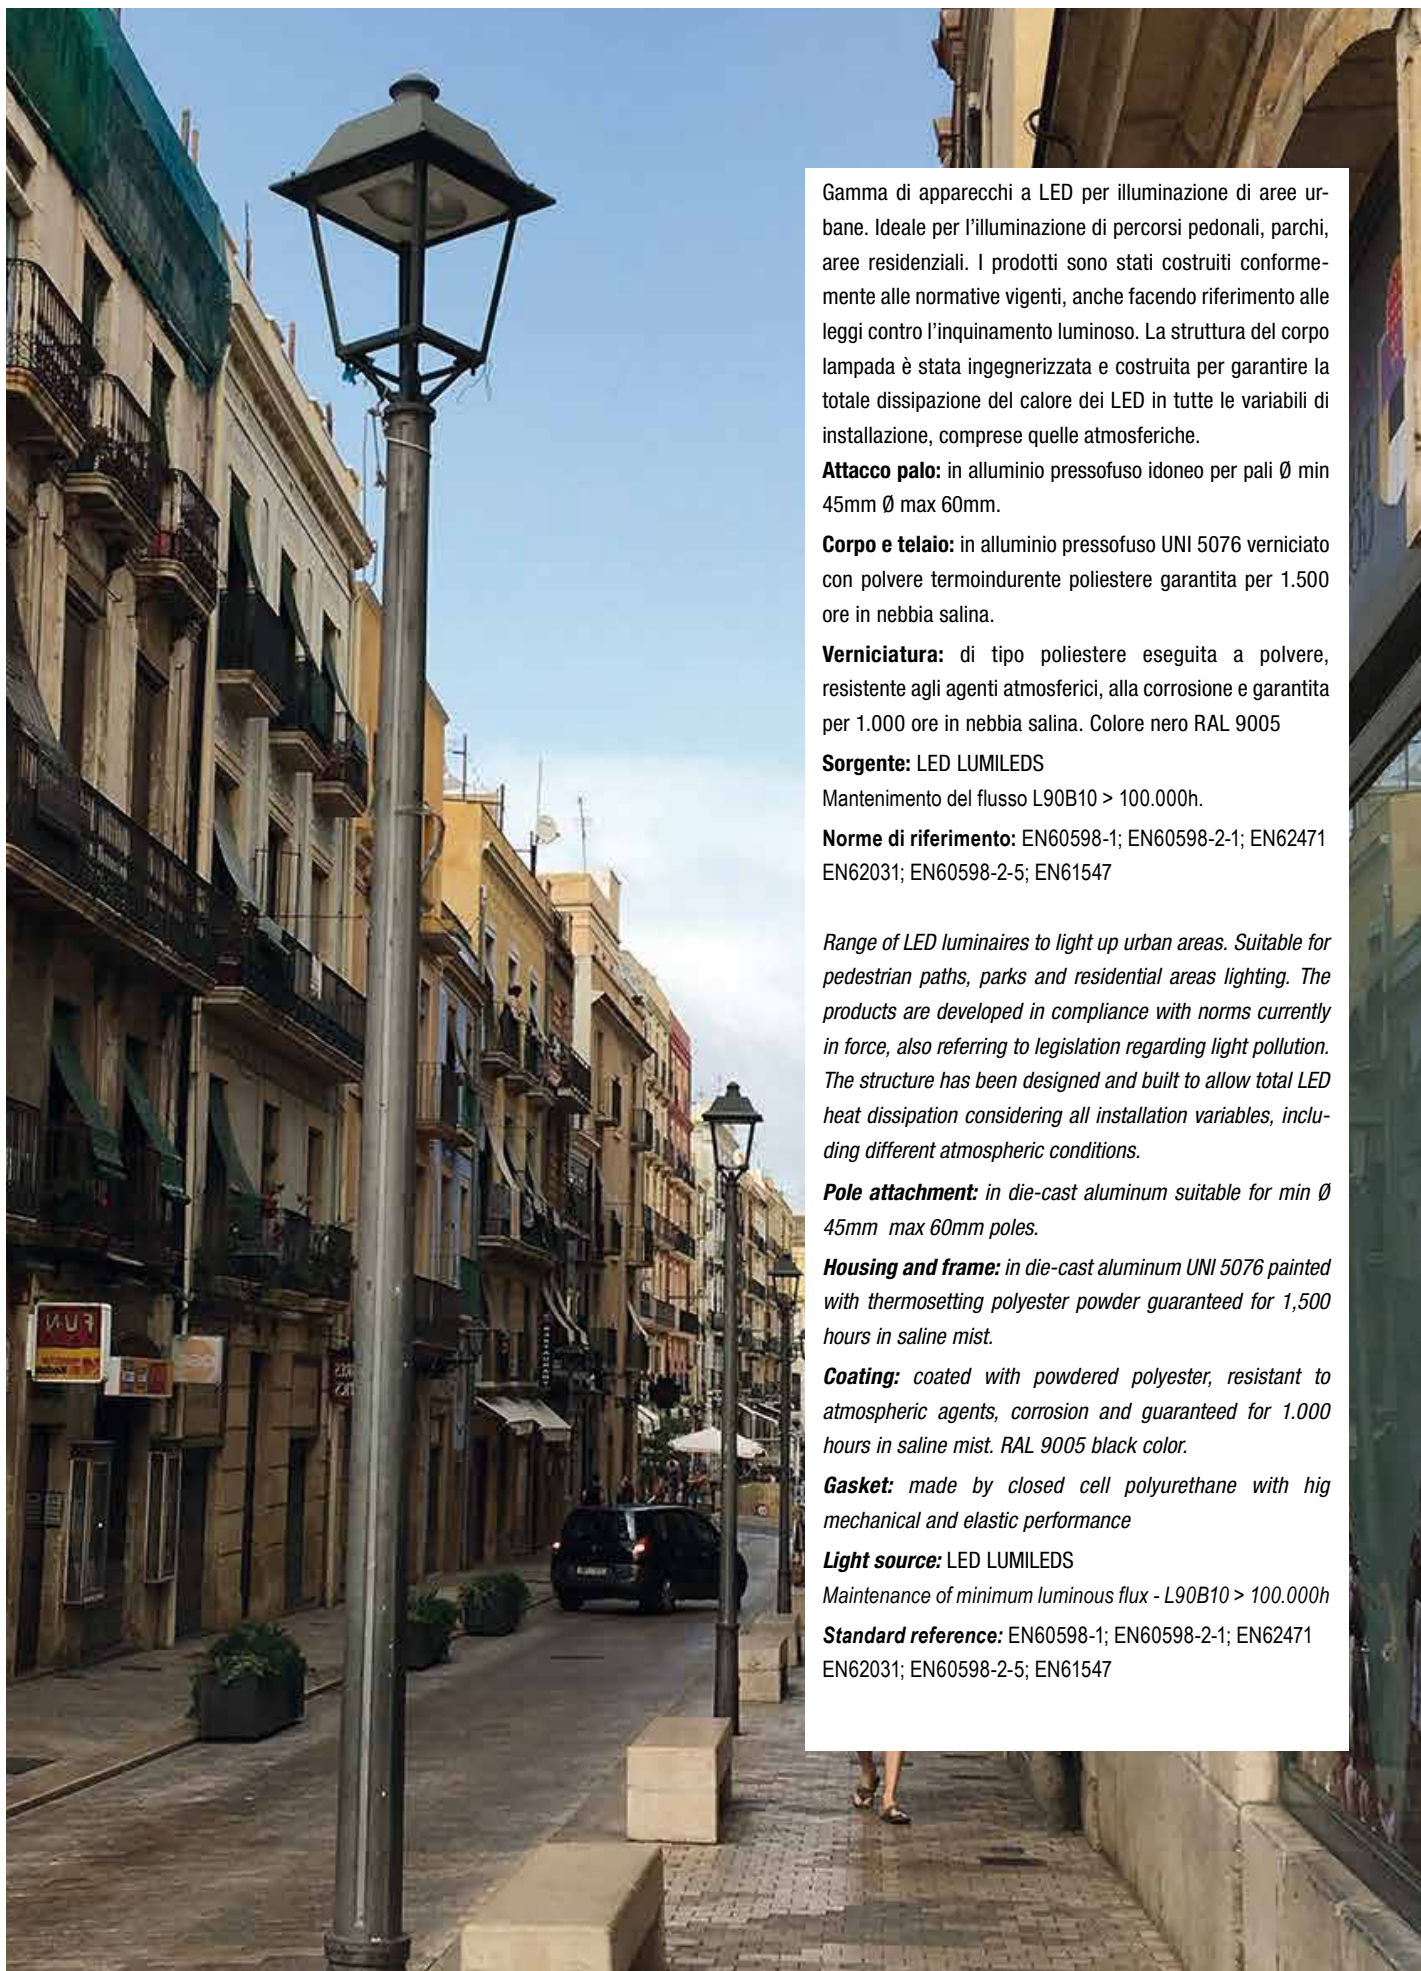 Gamma di apparecchi a LED per illuminazione di aree ur-
bane. Ideale per l'illuminazione di percorsi pedonali, parchi,
aree residenziali. I prodotti sono stati costruiti conforme-
mente alle normative vigenti, anche facendo riferimento alle
leggi contro l'inquinamento luminoso. La struttura del corpo
lampada è stata ingegnerizzata e costruita per garantire la
totale dissipazione del calore dei LED in tutte le variabili di
installazione, comprese quelle atmosferiche.
Attacco palo: in alluminio pressofuso idoneo per pali Ø min
45mm Ø max 60mm.
Corpo e telaio: in alluminio pressofuso UNI 5076 verniciato
con polvere termoindurente poliestere garantita per 1.500
ore in nebbia salina.
Verniciatura: di tipo poliestere eseguita a polvere,
resistente agli agenti atmosferici, alla corrosione e garantita
per 1.000 ore in nebbia salina. Colore nero RAL 9005
Sorgente: LED LUMILEDS
Mantenimento del flusso L90B10 > 100.000h.
Norme di riferimento: EN60598-1; EN60598-2-1; EN62471
EN62031; EN60598-2-5; EN61547
Range of LED luminaires to light up urban areas. Suitable for
pedestrian paths, parks and residential areas lighting. The
products are developed in compliance with norms currently
in force, also referring to legislation regarding light pollution.
The structure has been designed and built to allow total LED
heat dissipation considering all installation variables, inclu-
ding different atmospheric conditions.
Pole attachment: in die-cast aluminum suitable for min Ø
45mm max 60mm poles.
Housing and frame: in die-cast aluminum UNI 5076 painted
with thermosetting polyester powder guaranteed for 1,500
hours in saline mist.
Coating: coated with powdered polyester, resistant to
atmospheric agents, corrosion and guaranteed for 1.000
hours in saline mist. RAL 9005 black color.
Gasket: made by closed cell polyurethane with hig
mechanical and elastic performance
Light source: LED LUMILEDS
Maintenance of minimum luminous flux - L90B10 > 100.000h
Standard reference: EN60598-1; EN60598-2-1; EN62471
EN62031; EN60598-2-5; EN61547
FUN